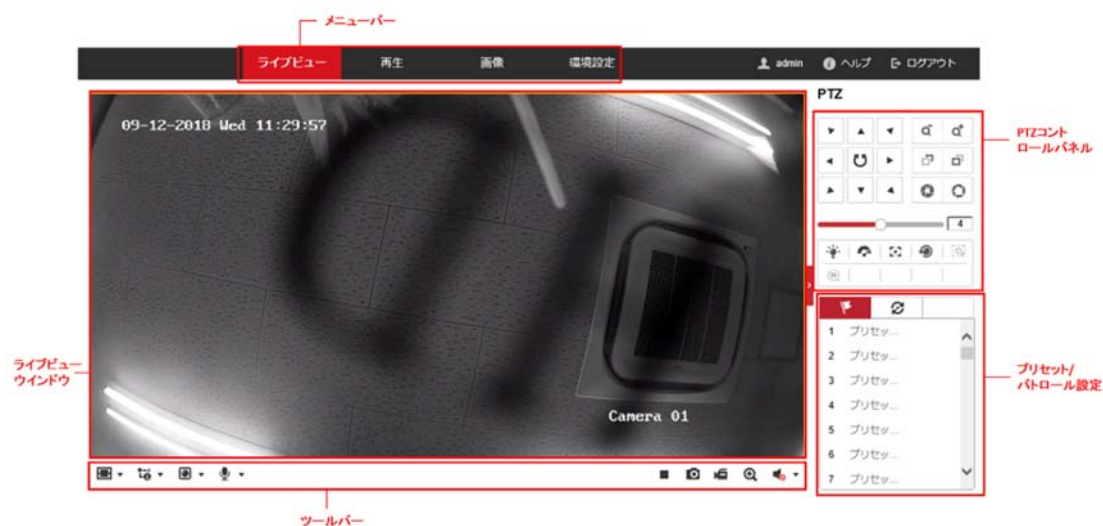 メニューバー
ライブビュー 再生 画像 環境設定 admin ヘルプ ログアウト
PTZ
09-12-2018 Wed 11:29:57
PTZコント
ロールパネル
4
1 プリセッ...
2 プリセッ...
3 プリセッ...
4 プリセッ...
5 プリセッ...
6 プリセッ...
7 プリセッ...
プリセット/
パトロール設定
ライブビュー
ウインドウ
Camera 01
ツールバー